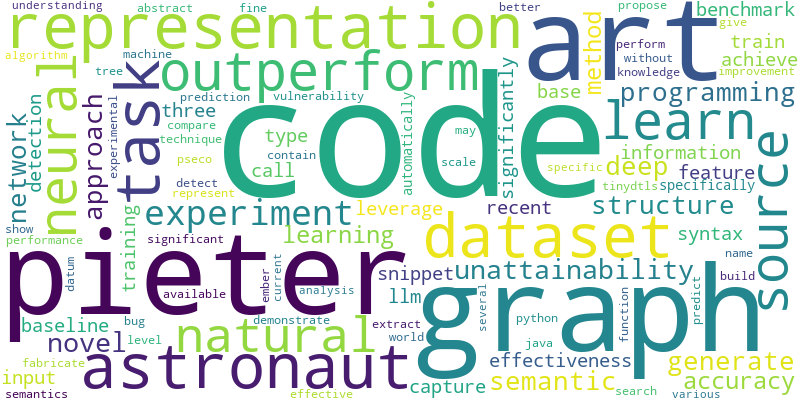 understanding abstract fine better propose benchmark
representation art method perform train
algorithm machine without achieve
tree outperform knowledge improvement
neural task prediction vulnerability base programming
network detection approach experimental three code automatically significantly learn
compare type may information
technique contain scale deep feature
pseco call specific tinydtls specifically
detect represent
experiment leverage recent structure source
show training learning dataset syntax
performance significant name
pieter snippet unattainability build
datum available ember current analysis llm graph several function predict
baseline bug demonstrate extract python
novel level natural world java effectiveness generate
fabricate astronaut semantic accuracy
input capture search
semantics effective various give